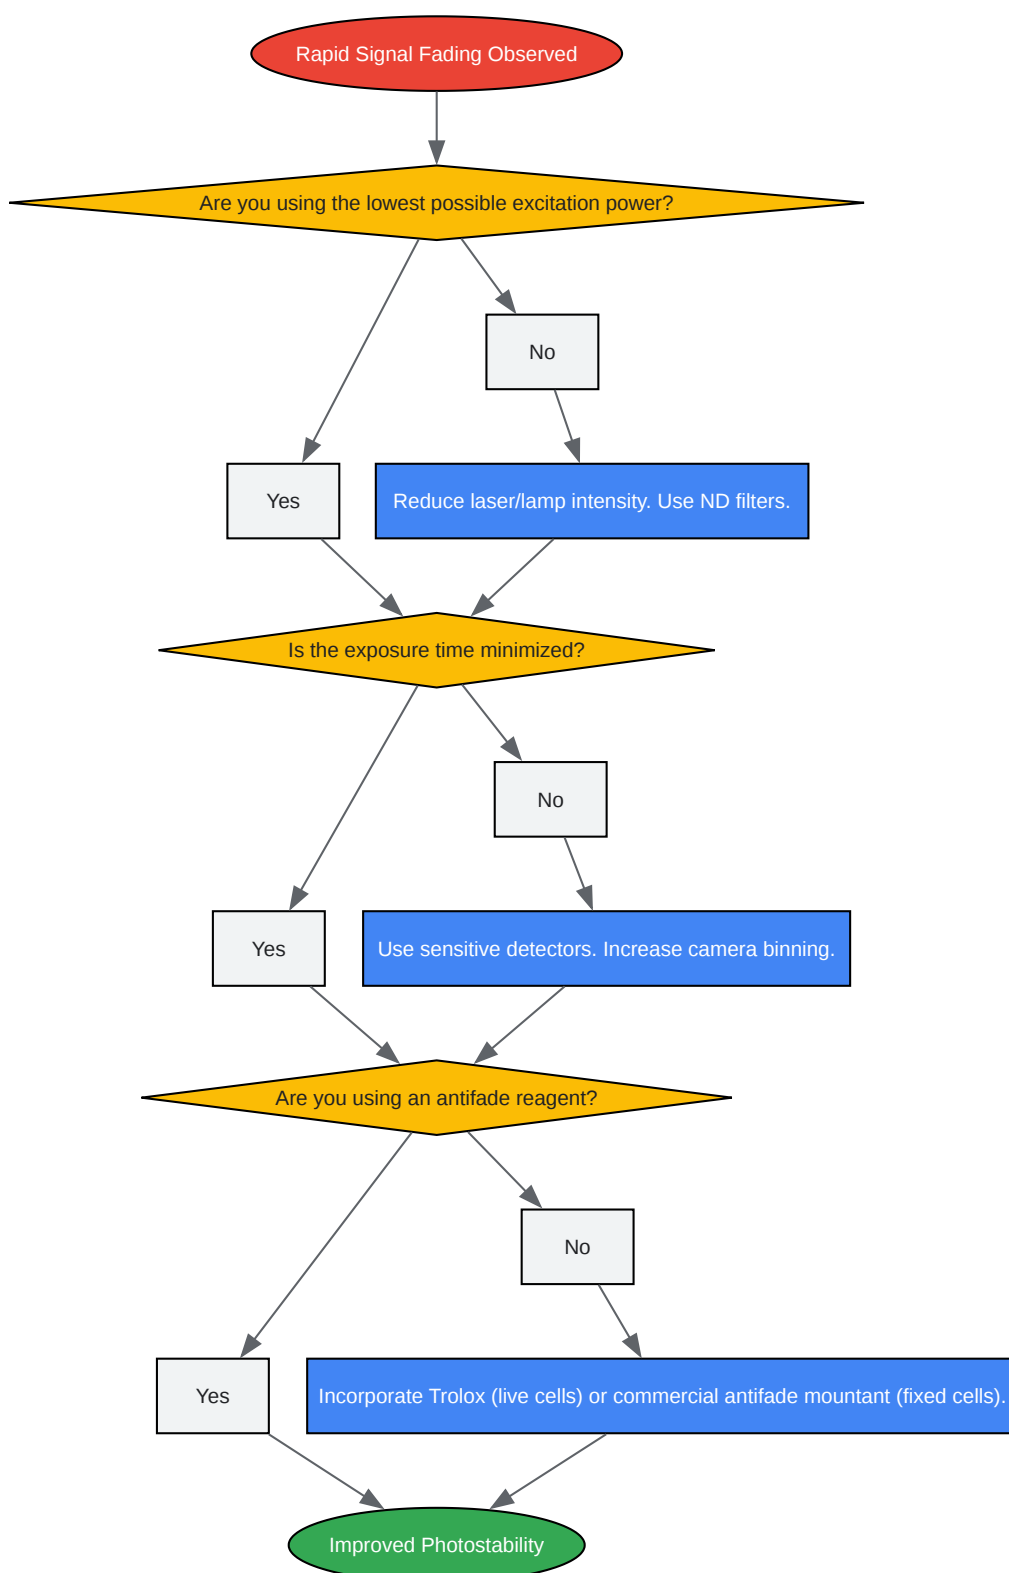 Rapid Signal Fading Observed
Are you using the lowest possible excitation power?
No
Yes
Reduce laser/lamp intensity. Use ND filters.
Is the exposure time minimized?
No
Yes
Use sensitive detectors. Increase camera binning.
Are you using an antifade reagent?
No
Yes
Incorporate Trolox (live cells) or commercial antifade mountant (fixed cells).
Improved Photostability